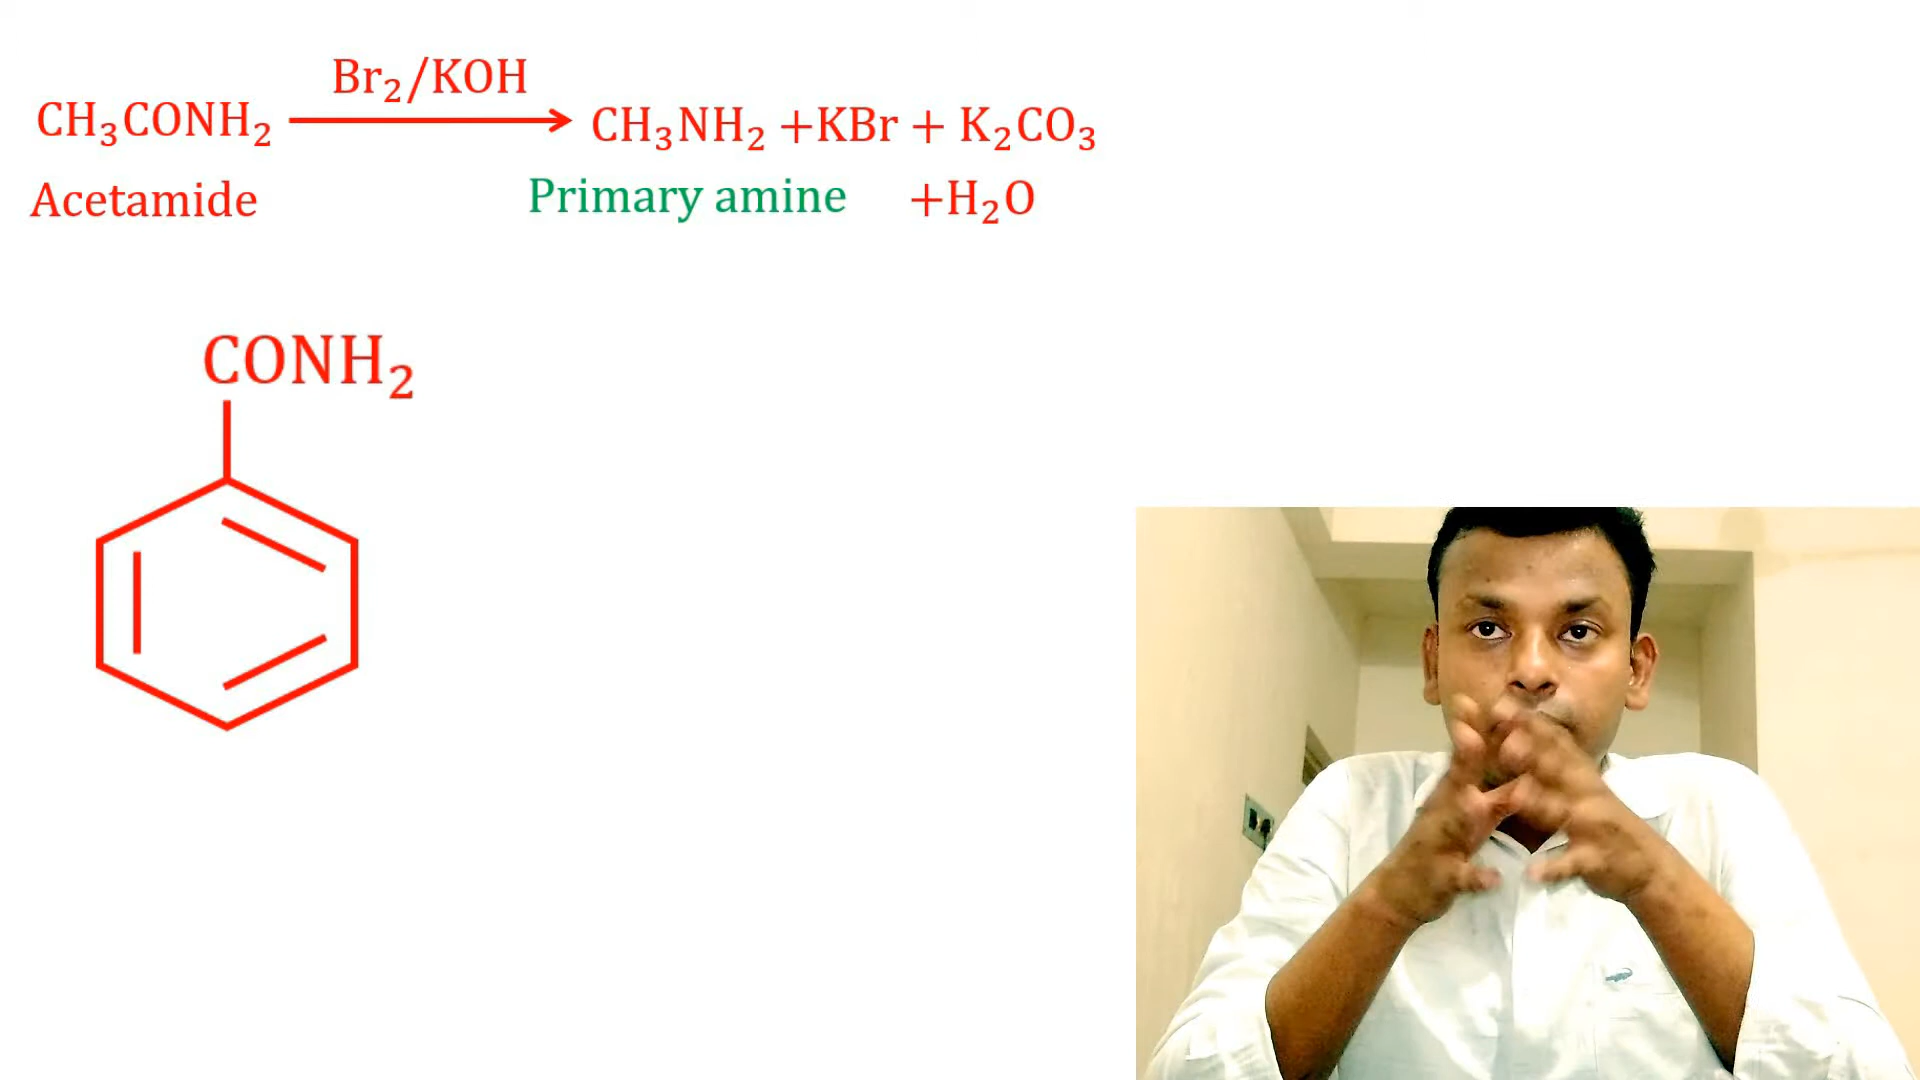 Br₂/KOH
CH₃CONH₂ ⟶ CH₃NH₂ +KBr + K₂CO₃
Acetamide Primary amine +H₂O
CONH₂